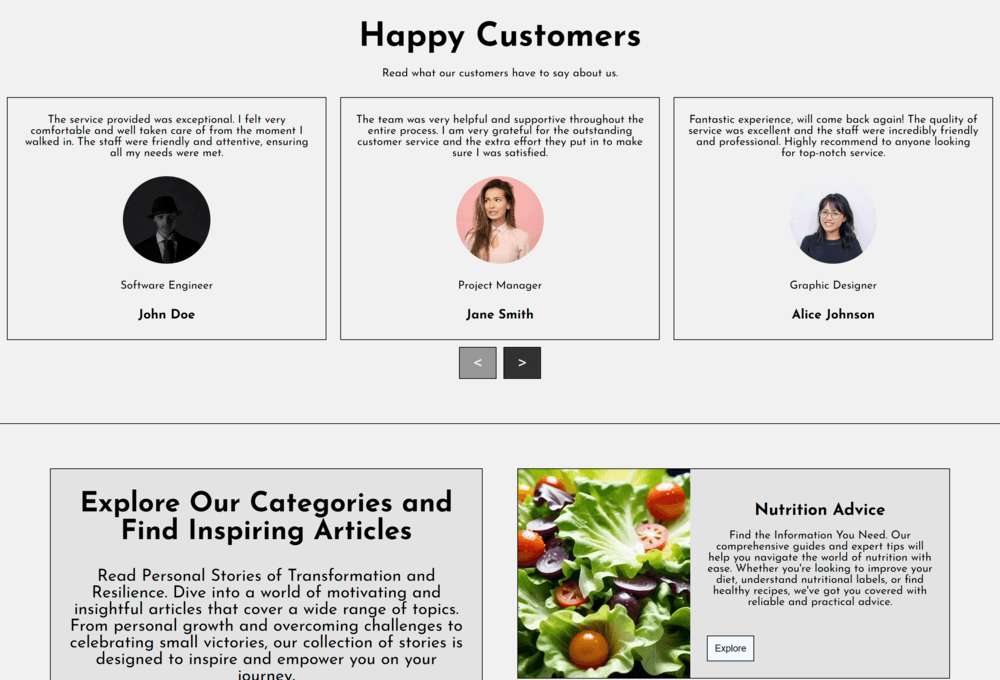 Happy Customers
Read what our customers have to say about us.
The service provided was exceptional. I felt very
comfortable and well taken care of from the moment I
walked in. The staff were friendly and attentive, ensuring
all my needs were met.
Software Engineer
John Doe
The team was very helpful and supportive throughout the
entire process. I am very grateful for the outstanding
customer service and the extra effort they put in to make
sure I was satisfied.
Project Manager
Jane Smith
Fantastic experience, will come back again! The quality of
service was excellent and the staff were incredibly friendly
and professional. Highly recommend to anyone looking
for top-notch service.
Graphic Designer
Alice Johnson
< >
Explore Our Categories and
Find Inspiring Articles
Read Personal Stories of Transformation and
Resilience. Dive into a world of motivating and
insightful articles that cover a wide range of topics.
From personal growth and overcoming challenges to
celebrating small victories, our collection of stories is
designed to inspire and empower you on your
journey.
Nutrition Advice
Find the Information You Need. Our
comprehensive guides and expert tips will
help you navigate the world of nutrition with
ease. Whether you're looking to improve your
diet, understand nutritional labels, or find
healthy recipes, we've got you covered with
reliable and practical advice.
Explore